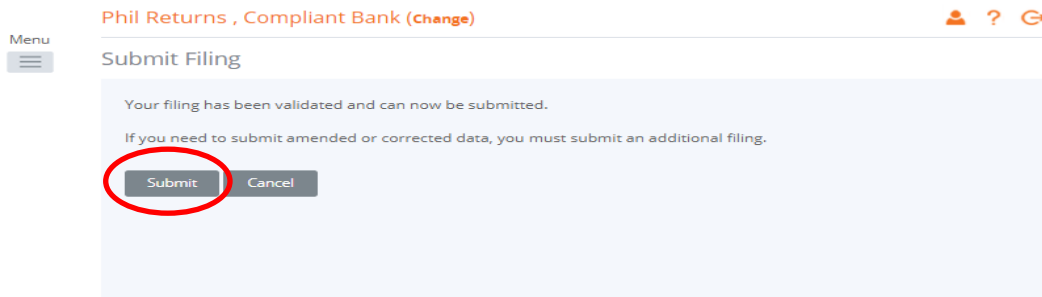 Phil Returns , Compliant Bank (Change)
?
Menu
Submit Filing
Your filing has been validated and can now be submitted.
If you need to submit amended or corrected data, you must submit an additional filing.
Submit Cancel